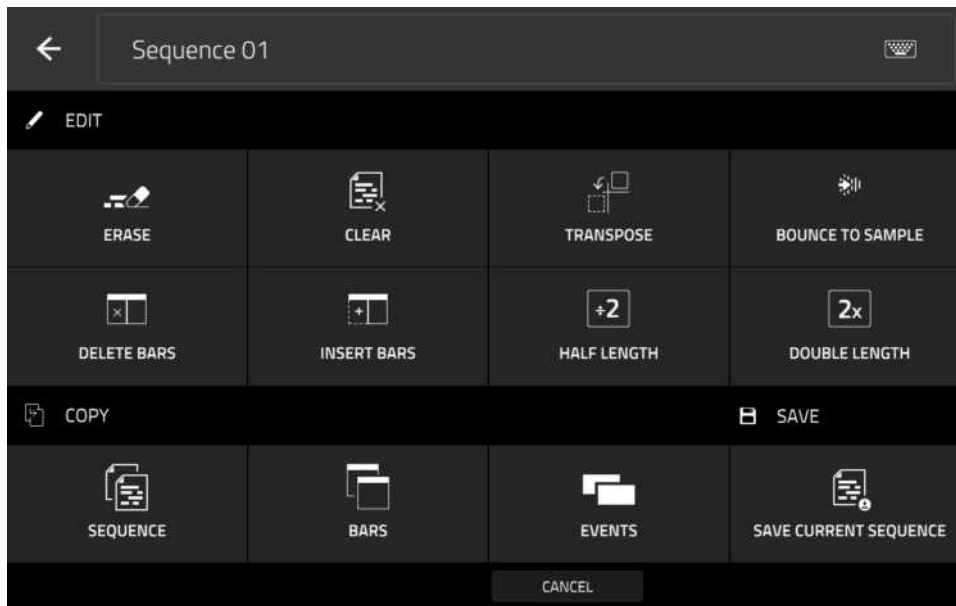 Sequence 01
EDIT
ERASE
CLEAR
TRANSPOSE
BOUNCE TO SAMPLE
÷2
2x
DELETE BARS
INSERT BARS
HALF LENGTH
DOUBLE LENGTH
COPY
SAVE
SEQUENCE
BARS
EVENTS
SAVE CURRENT SEQUENCE
CANCEL